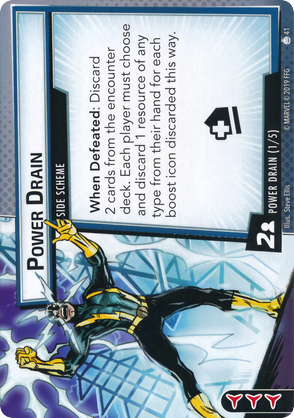 POWER DRAIN
SIDE SCHEME
When Defeated: Discard
2 cards from the encounter
deck. Each player must choose
and discard 1 resource of any
type from their hand for each
boost icon discarded this way.
2
POWER DRAIN (1/5)
Illus. Steve Ellis
© MARVEL © 2019 FFG
41